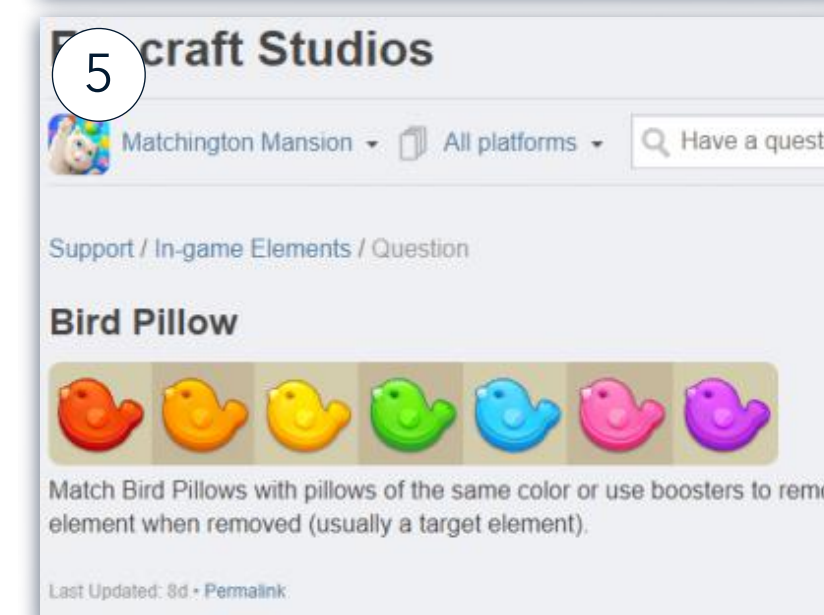 5
craft Studios
Matchington Mansion All platforms Have a quest
Support / In-game Elements / Question
Bird Pillow
Match Bird Pillows with pillows of the same color or use boosters to rem
element when removed (usually a target element).
Last Updated: 8d • Permalink